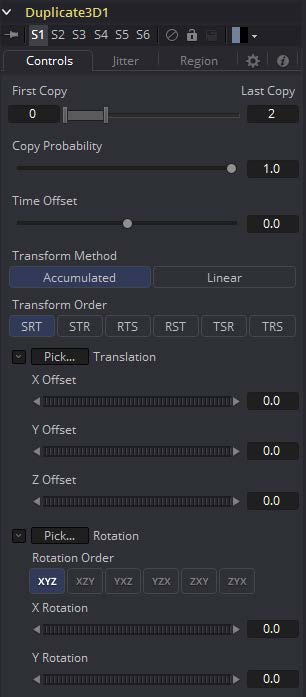 Duplicate3D1
S1 S2 S3 S4 S5 S6
Controls Jitter Region
First Copy Last Copy
0 2
Copy Probability
1.0
Time Offset
0.0
Transform Method
Accumulated Linear
Transform Order
SRT STR RTS RST TSR TRS
Pick... Translation
X Offset
0.0
Y Offset
0.0
Z Offset
0.0
Pick... Rotation
Rotation Order
XYZ XZY YXZ YZX ZXY ZYX
X Rotation
0.0
Y Rotation
0.0